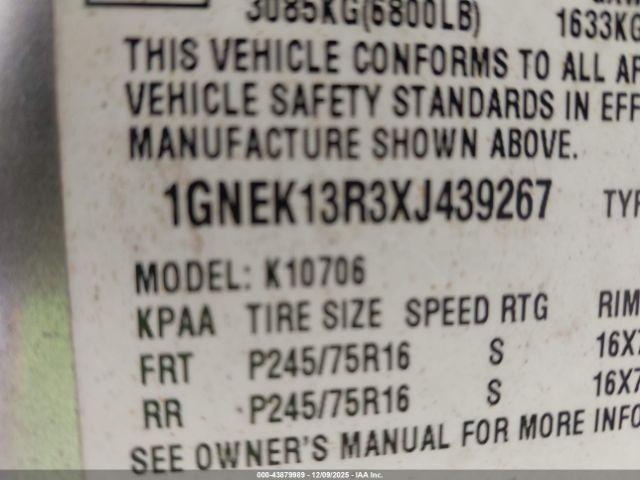 3085KG(6800LB) 1633KG
THIS VEHICLE CONFORMS TO ALL AP
VEHICLE SAFETY STANDARDS IN EFF
MANUFACTURE SHOWN ABOVE.
1GNEK13R3XJ439267 TYP
MODEL: K10706
KPAA TIRE SIZE SPEED RTG RIM
FRT P245/75R16 S 16X7
RR P245/75R16 S 16X7
SEE OWNER'S MANUAL FOR MORE INFO
000-43879989 - 12/09/2025 - IAA Inc.